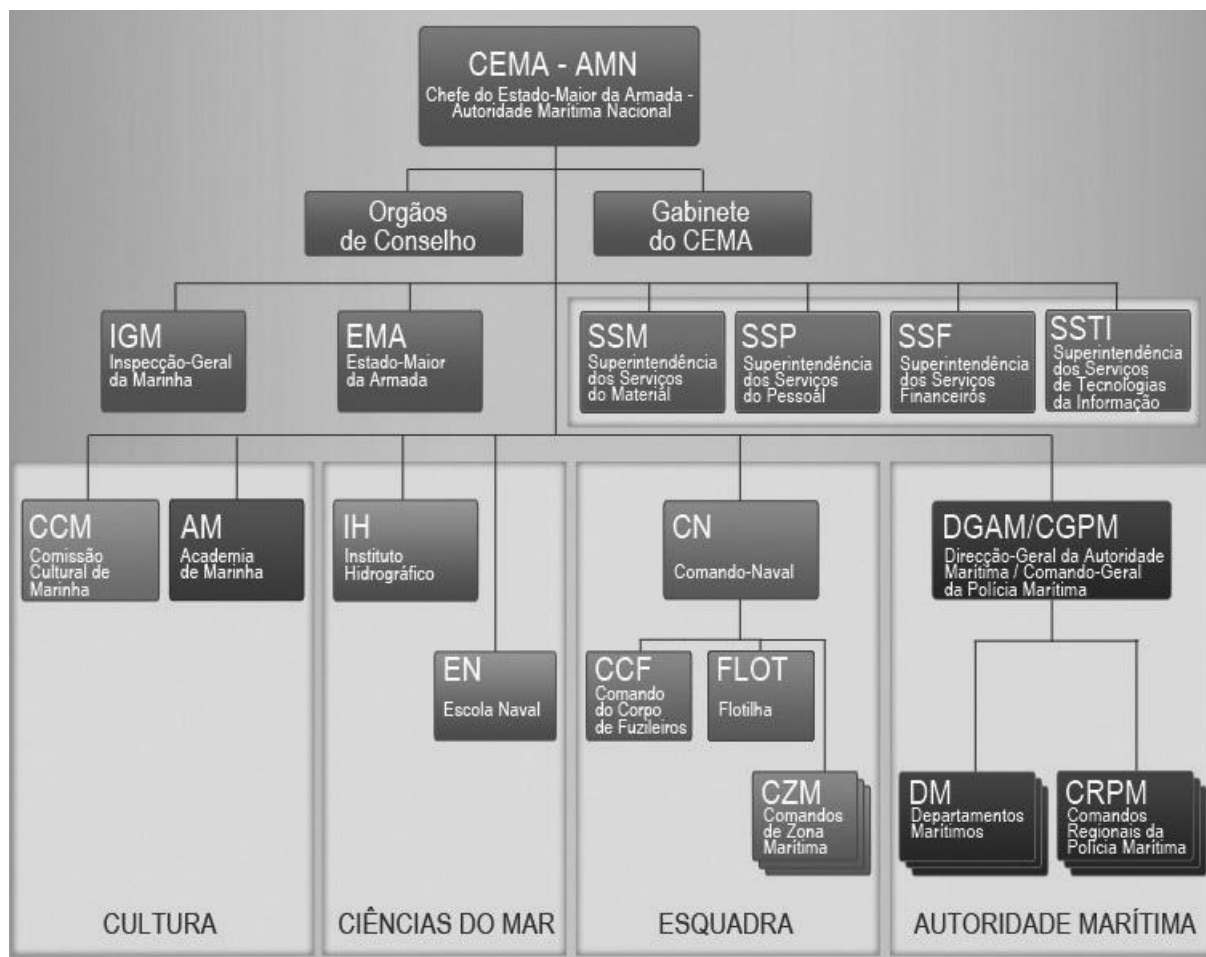 CEMA - AMN
Chefe do Estado-Maior da Armada -
Autoridade Marítima Nacional
Orgãos
de Conselho
Gabinete
do CEMA
IGM
Inspecção-Geral
da Marinha
EMA
Estado-Maior
da Armada
SSM
Superintendência
dos Serviços
do Material
SSP
Superintendência
dos Serviços
do Pessoal
SSF
Superintendência
dos Serviços
Financeiros
SSTI
Superintendência
dos Serviços
de Tecnologias
da Informação
CCM
Comissão
Cultural de
Marinha
AM
Academia
de Marinha
IH
Instituto
Hidrográfico
EN
Escola Naval
CN
Comando-Naval
CCF
Comando
do Corpo
de Fuzileiros
FLOT
Flotilha
CZM
Comandos
de Zona
Marítima
DGAM/CGPM
Direcção-Geral da Autoridade
Marítima / Comando-Geral
da Polícia Marítima
DM
Departamentos
Marítimos
CRPM
Comandos
Regionais da
Polícia Marítima
CULTURA
CIÊNCIAS DO MAR
ESQUADRA
AUTORIDADE MARÍTIMA